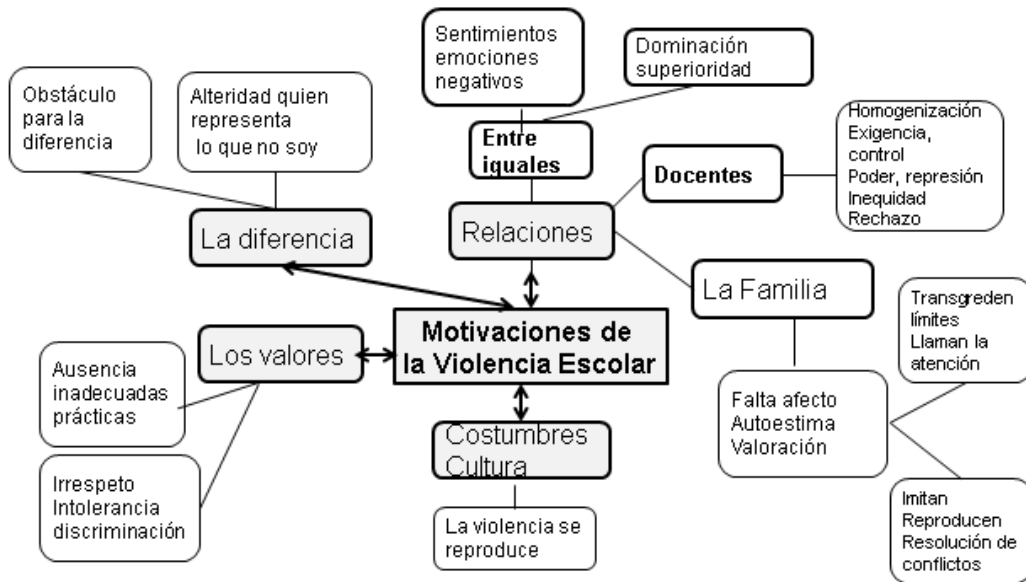 Sentimientos
emociones
negativos
Dominación
superioridad
Obstáculo
para la
diferencia
Alteridad quien
representa
lo que no soy
Entre
iguales
Docentes
Homogenización
Exigencia,
control
Poder, represión
Inequidad
Rechazo
La diferencia
Relaciones
La Familia
Transgreden
límites
Llaman la
atención
Motivaciones de
la Violencia Escolar
Los valores
Ausencia
inadecuadas
prácticas
Falta afecto
Autoestima
Valoración
Costumbres
Cultura
Irrespeto
Intolerancia
discriminación
La violencia se
reproduce
Imitan
Reproducen
Resolución de
conflictos